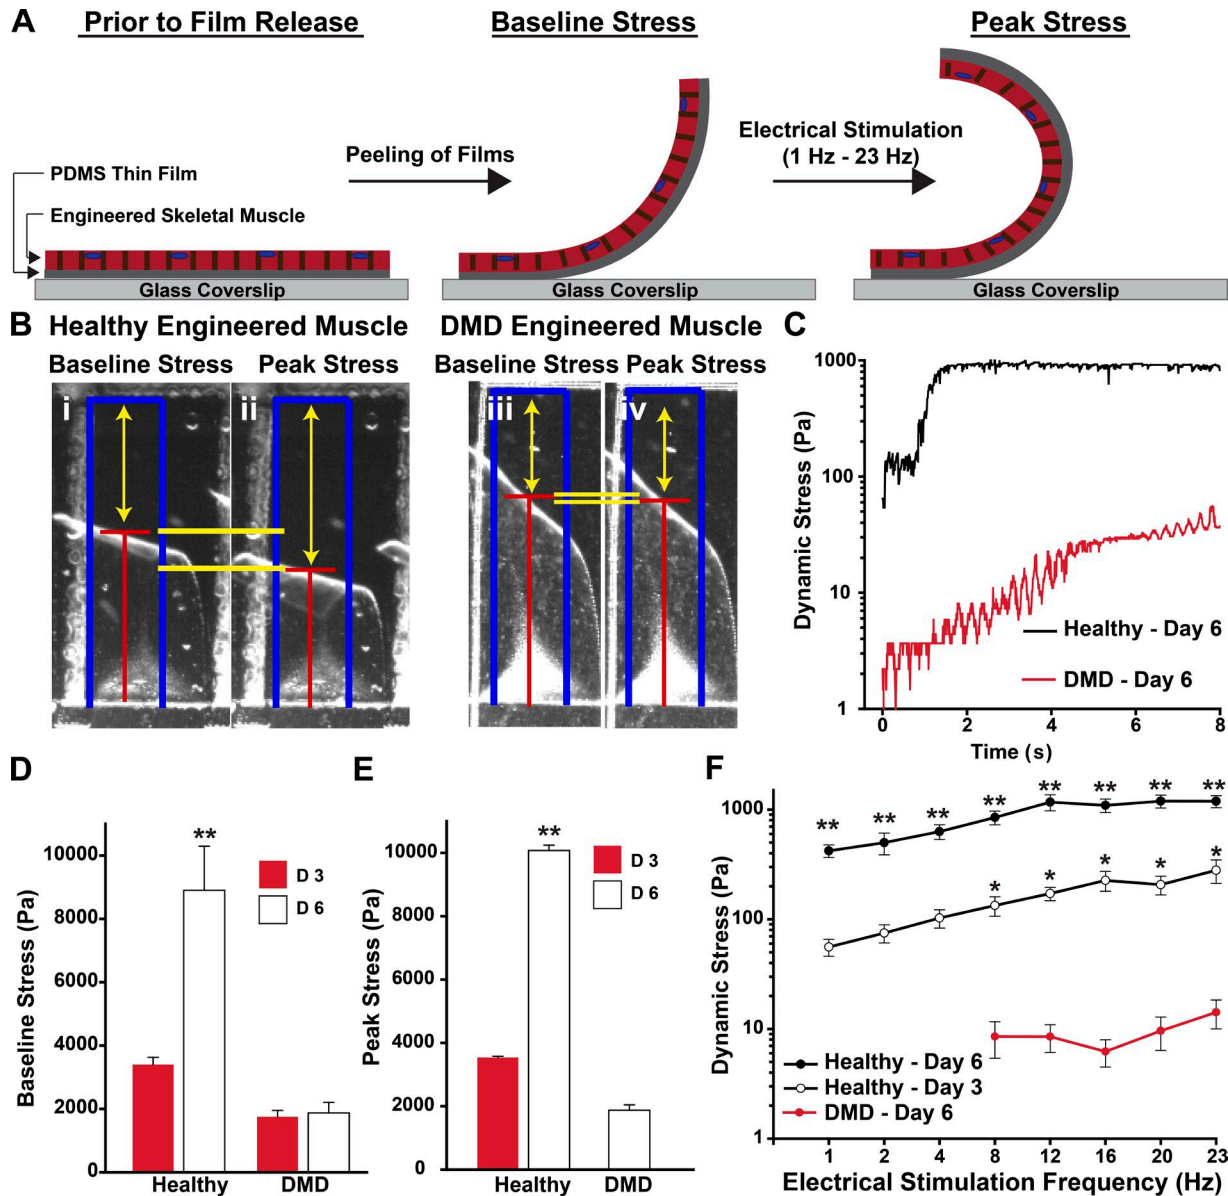 A
Prior to Film Release
Baseline Stress
Peak Stress
PDMS Thin Film
Engineered Skeletal Muscle
Peeling of Films
Electrical Stimulation
(1 Hz - 23 Hz)
Glass Coverslip
Glass Coverslip
Glass Coverslip
B
Healthy Engineered Muscle
DMD Engineered Muscle
Baseline Stress
Peak Stress
Baseline Stress
Peak Stress
i
ii
iii
iv
C
Dynamic Stress (Pa)
1000
100
10
1
0
2
4
6
8
Time (s)
Healthy - Day 6
DMD - Day 6
D
Baseline Stress (Pa)
10000
8000
6000
4000
2000
0
**
D 3
D 6
Healthy
DMD
E
Peak Stress (Pa)
10000
8000
6000
4000
2000
0
**
D 3
D 6
Healthy
DMD
F
Dynamic Stress (Pa)
1000
100
10
1
** ** ** ** ** ** ** **
* * * * *
Healthy - Day 6
Healthy - Day 3
DMD - Day 6
1 2 4 8 12 16 20 23
Electrical Stimulation Frequency (Hz)